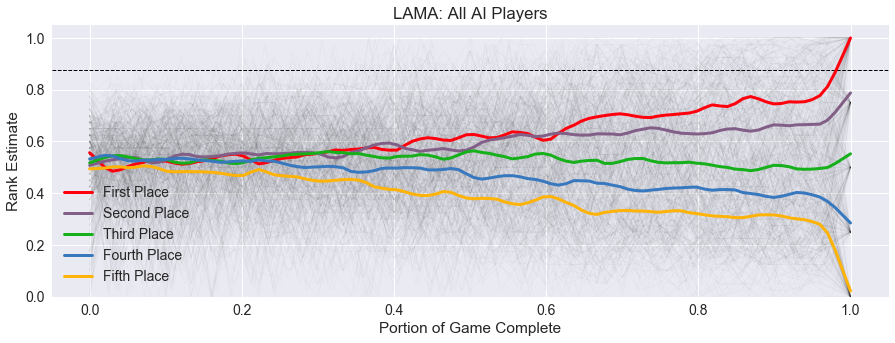 LAMA: All AI Players
1.0
0.8
0.6
0.4
0.2
0.0
Rank Estimate
First Place
Second Place
Third Place
Fourth Place
Fifth Place
0.0 0.2 0.4 0.6 0.8 1.0
Portion of Game Complete